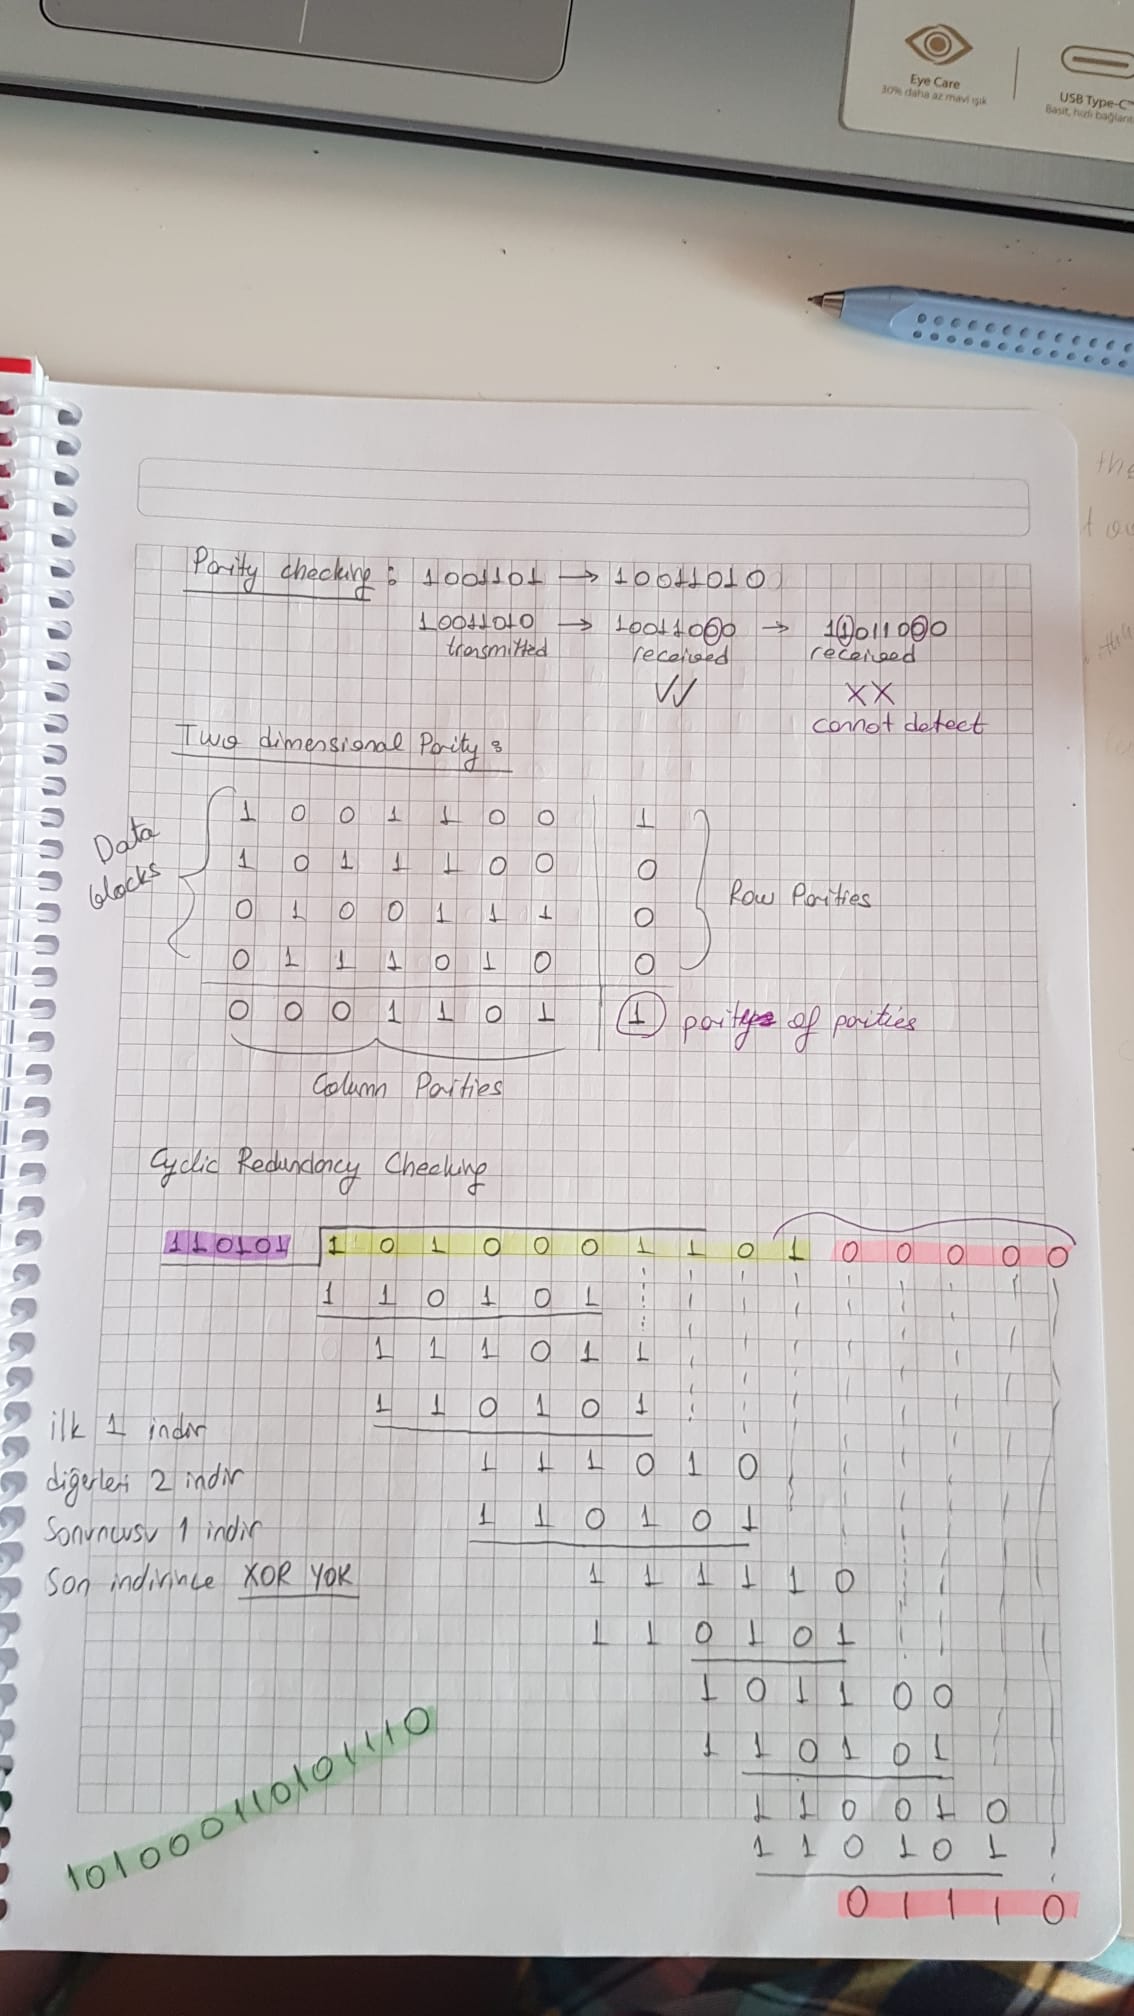 Eye Care
30% daha az mavi ışık
USB Type-C™
Basit, hızlı bağlantı
Parity checking : 1001101 → 10011010
10011010 → 10011000 → 11011000
transmitted received received
√√ XX
cannot detect
Two dimensional Parity :
Data blocks
1 0 0 1 1 0 0 1
1 0 1 1 1 0 0 0
0 1 0 0 1 1 1 0
0 1 1 1 0 1 0 0
Row Parities
0 0 0 1 1 0 1 1 parity of parities
Column Parities
Cyclic Redundancy Checking
110101 1 0 1 0 0 0 1 1 0 1 0 0 0 0 0
1 1 0 1 0 1
1 1 1 0 1 1
1 1 0 1 0 1
ilk 1 indir
1 1 1 0 1 0
diğerleri 2 indir
1 1 0 1 0 1
Sonuncusu 1 indir
1 1 1 1 1 0
Son indirince XOR YOK
1 1 0 1 0 1
1 0 1 1 0 0
1 1 0 1 0 1
1 1 0 0 1 0
1 1 0 1 0 1
0 1 1 1 0
101000110101110
the